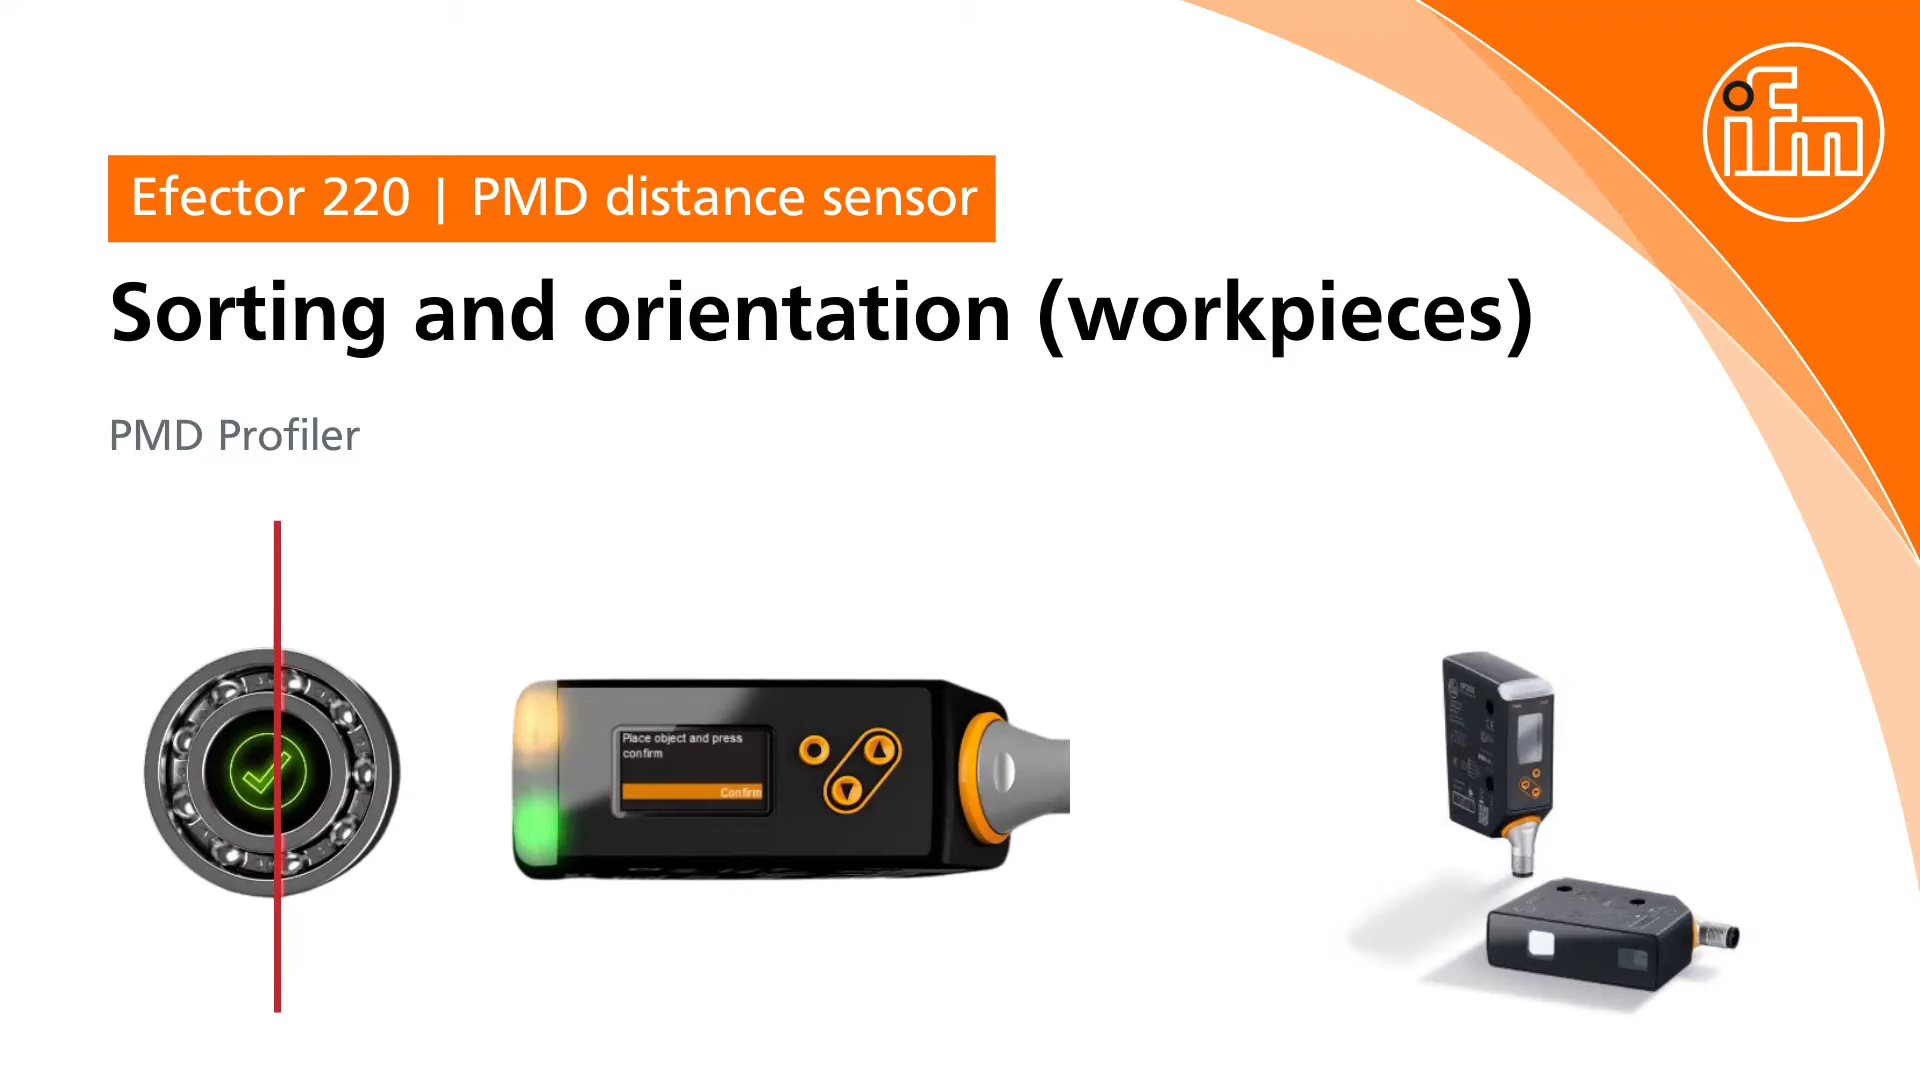 ifm
Efector 220 | PMD distance sensor
Sorting and orientation (workpieces)
PMD Profiler
Place object and press
confirm
Confirm